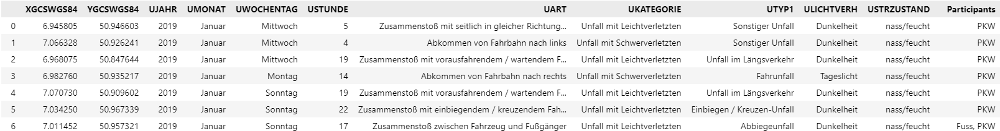 XGCSWGS84 YGCSWGS84 UJAHR UMONAT UWOCHENTAG USTUNDE UART UKATEGORIE UTYP1 ULICHTVERH USTRZUSTAND Participants
0 6.945805 50.946603 2019 Januar Mittwoch 5 Zusammenstoß mit seitlich in gleicher Richtung... Unfall mit Leichtverletzten Sonstiger Unfall Dunkelheit nass/feucht PKW
1 7.066328 50.926241 2019 Januar Mittwoch 4 Abkommen von Fahrbahn nach links Unfall mit Schwerverletzten Sonstiger Unfall Dunkelheit nass/feucht PKW
2 6.968075 50.847644 2019 Januar Mittwoch 19 Zusammenstoß mit vorausfahrendem / wartendem F... Unfall mit Leichtverletzten Unfall im Längsverkehr Dunkelheit nass/feucht PKW
3 6.982760 50.935217 2019 Januar Montag 14 Abkommen von Fahrbahn nach rechts Unfall mit Schwerverletzten Fahrunfall Tageslicht nass/feucht PKW
4 7.070730 50.909602 2019 Januar Sonntag 19 Zusammenstoß mit vorausfahrendem / wartendem F... Unfall mit Leichtverletzten Unfall im Längsverkehr Dunkelheit nass/feucht PKW
5 7.034250 50.967339 2019 Januar Sonntag 22 Zusammenstoß mit einbiegendem / kreuzendem Fah... Unfall mit Leichtverletzten Einbiegen / Kreuzen-Unfall Dunkelheit nass/feucht PKW
6 7.011452 50.957321 2019 Januar Sonntag 17 Zusammenstoß zwischen Fahrzeug und Fußgänger Unfall mit Leichtverletzten Abbiegeunfall Dunkelheit nass/feucht Fuss, PKW